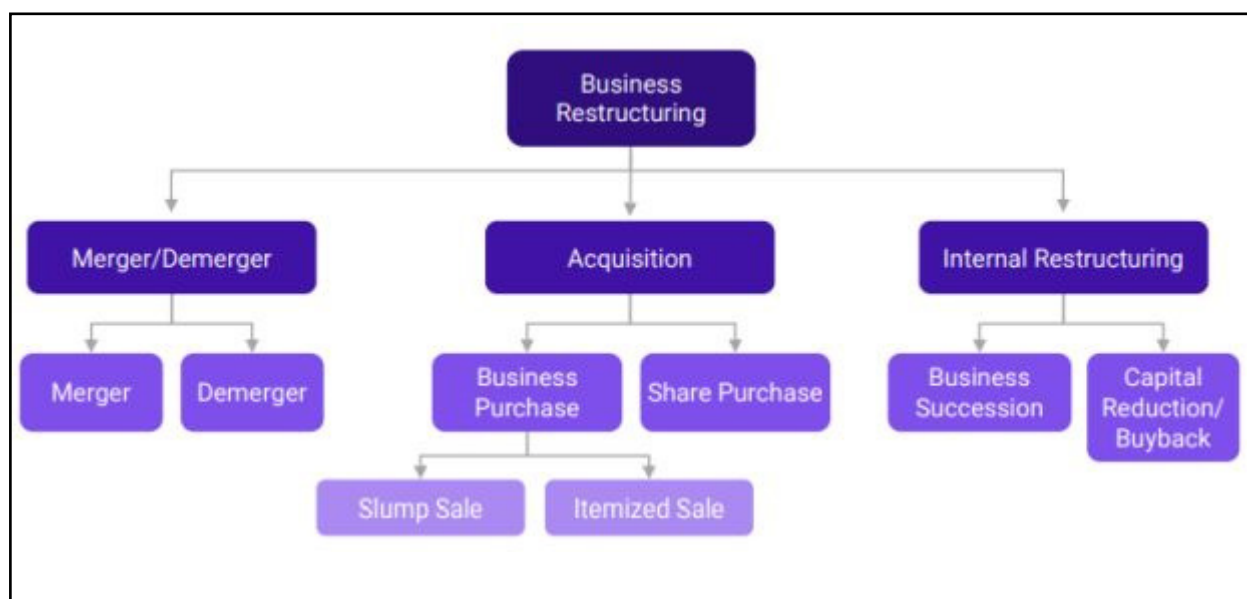 Business
Restructuring
Merger/Demerger
Acquisition
Internal Restructuring
Merger
Demerger
Business
Purchase
Share Purchase
Business
Succession
Capital
Reduction/
Buyback
Slump Sale
Itemized Sale